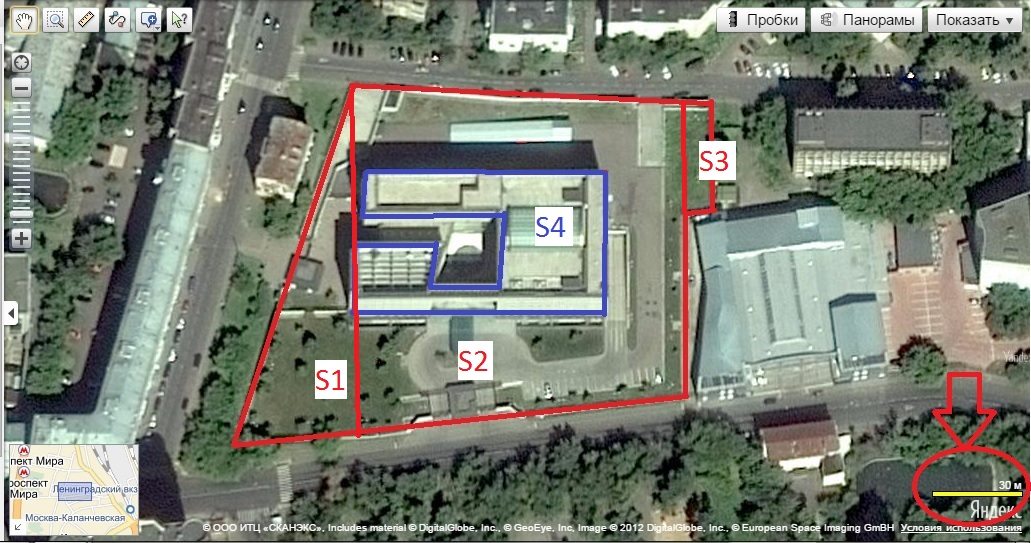 Пробки
Панорамы
Показать
S3
S4
S2
S1
Yandex
30 м
Яндекс
пект Мира
роспект
Мира
Ленинградский вкз
Москва-Каланчевская
© ООО ИТЦ «СКАНЭКС», Includes material © DigitalGlobe, Inc., © GeoEye, Inc, Image © 2012 DigitalGlobe, Inc., © European Space Imaging GmBH Условия использования